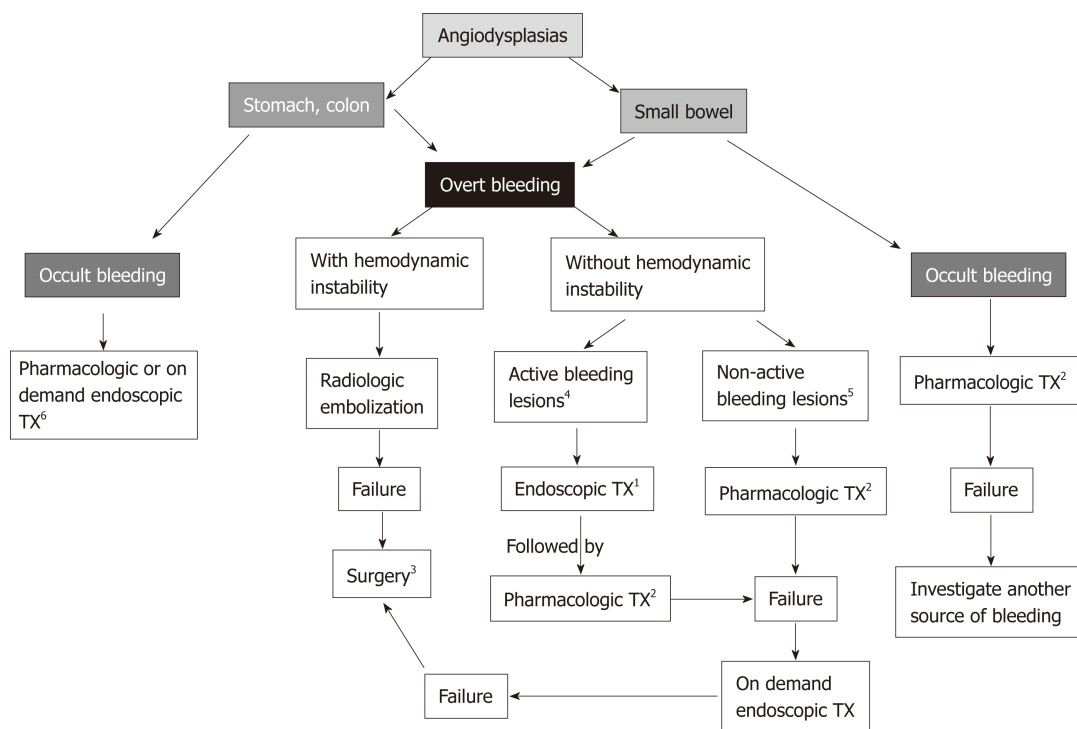 Angiodysplasias
Stomach, colon
Small bowel
Overt bleeding
With hemodynamic
instability
Without hemodynamic
instability
Occult bleeding
Occult bleeding
Pharmacologic or on
demand endoscopic
TX⁶
Radiologic
embolization
Active bleeding
lesions⁴
Non-active
bleeding lesions⁵
Pharmacologic TX²
Failure
Endoscopic TX¹
Pharmacologic TX²
Failure
Followed by
Surgery³
Pharmacologic TX²
Failure
Investigate another
source of bleeding
Failure
On demand
endoscopic TX